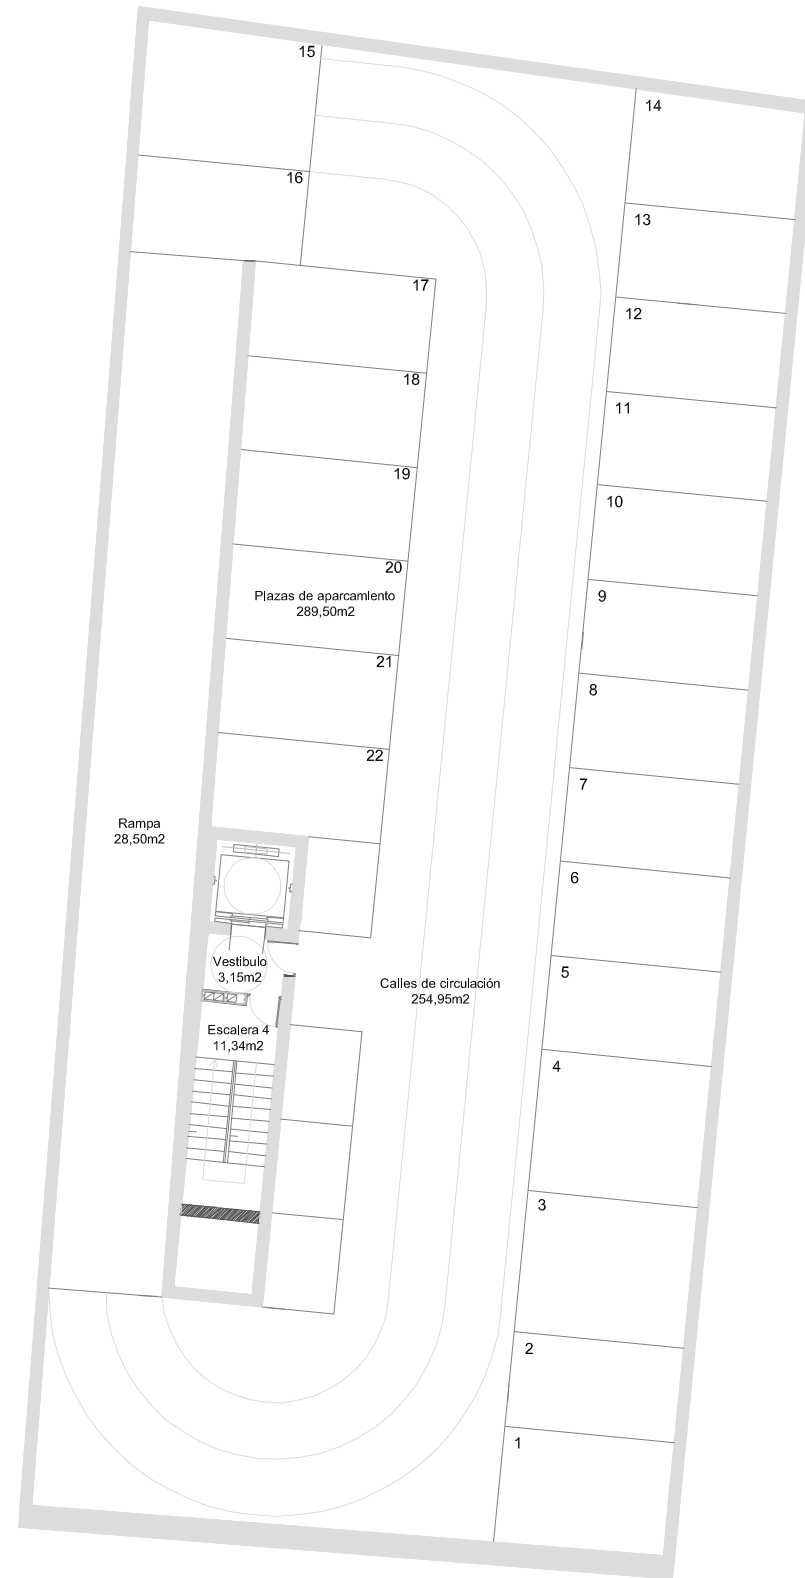 15
14
16
13
17
12
18
11
19
10
20
Plazas de aparcamiento
289,50m2
9
21
8
22
7
Rampa
28,50m2
6
Vestibulo
3,15m2
5
Calles de circulación
254,95m2
Escalera 4
11,34m2
4
3
2
1